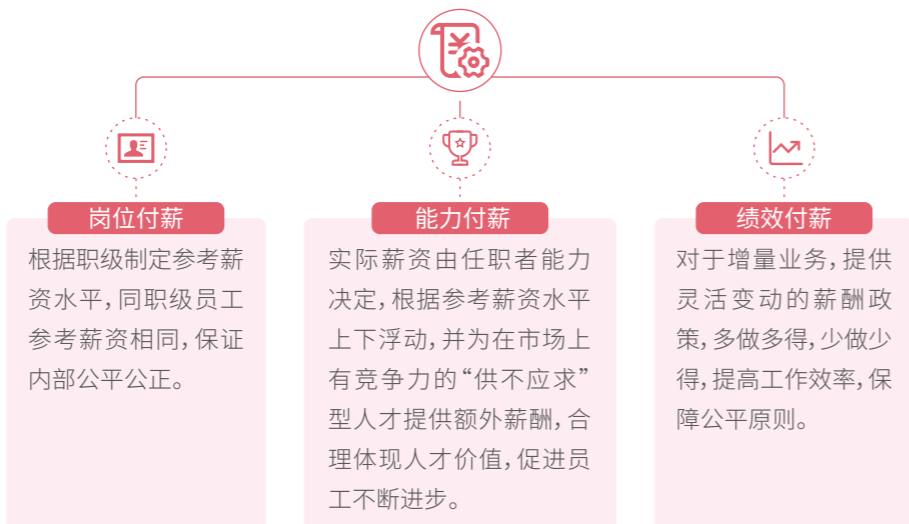 岗位付薪
根据职级制定参考薪
资水平，同职级员工
参考薪资相同，保证
内部公平公正。
能力付薪
实际薪资由任职者能力
决定，根据参考薪资水平
上下浮动，并为在市场上
有竞争力的“供不应求”
型人才提供额外薪酬，合
理体现人才价值，促进员
工不断进步。
绩效付薪
对于增量业务，提供
灵活变动的薪酬政
策，多做多得，少做少
得，提高工作效率，保
障公平原则。